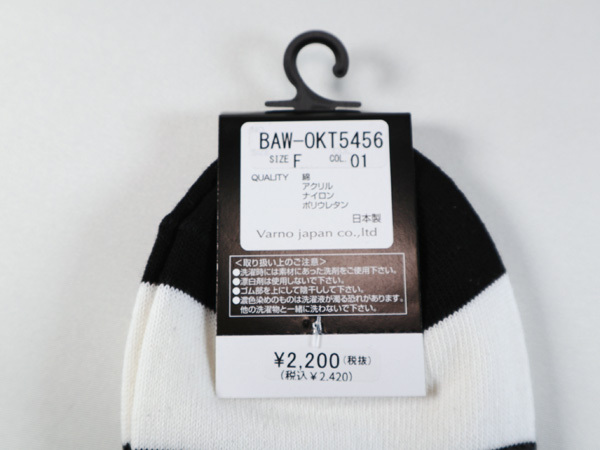 BAW-OKT5456
SIZE F COL. 01
QUALITY 綿
アクリル
ナイロン
ポリウレタン
日本製
Varno japan co.,ltd
＜取り扱い上のご注意＞
●洗濯時には素材にあった洗剤をご使用下さい。
●漂白剤は使用しないで下さい。
●ゴム部を上にして陰干しして下さい。
●濃色染めのものは洗濯液が濁る恐れがあります。
他の洗濯物と一緒に洗わないで下さい。
¥2,200(税抜)
(税込¥2,420)